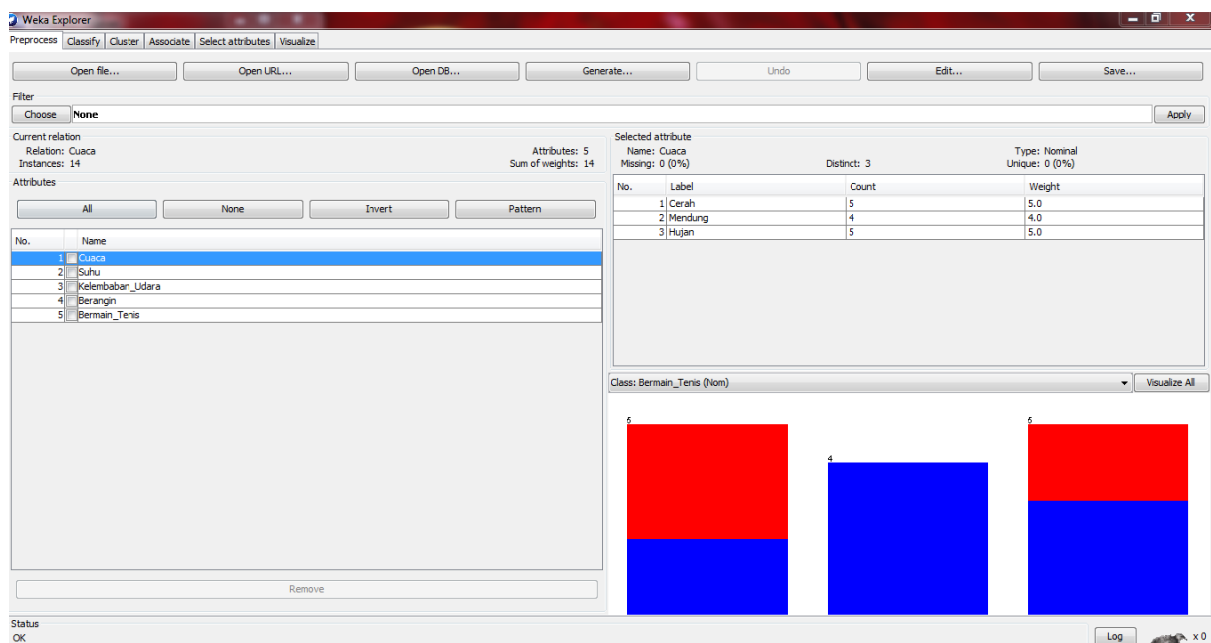 Weka Explorer
Preprocess Classify Cluster Associate Select attributes Visualize
Open file... Open URL... Open DB... Generate... Undo Edit... Save...
Filter
Choose None Apply
Current relation
Relation: Cuaca Attributes: 5
Instances: 14 Sum of weights: 14
Selected attribute
Name: Cuaca Type: Nominal
Missing: 0 (0%) Distinct: 3 Unique: 0 (0%)
Attributes
All None Invert Pattern
No. Name
1 Cuaca
2 Suhu
3 Kelembaban_Udara
4 Berangin
5 Bermain_Tenis
Remove
No. Label Count Weight
1 Cerah 5 5.0
2 Mendung 4 4.0
3 Hujan 5 5.0
Class: Bermain_Tenis (Nom) Visualize All
5 4 5
Status
OK Log x 0